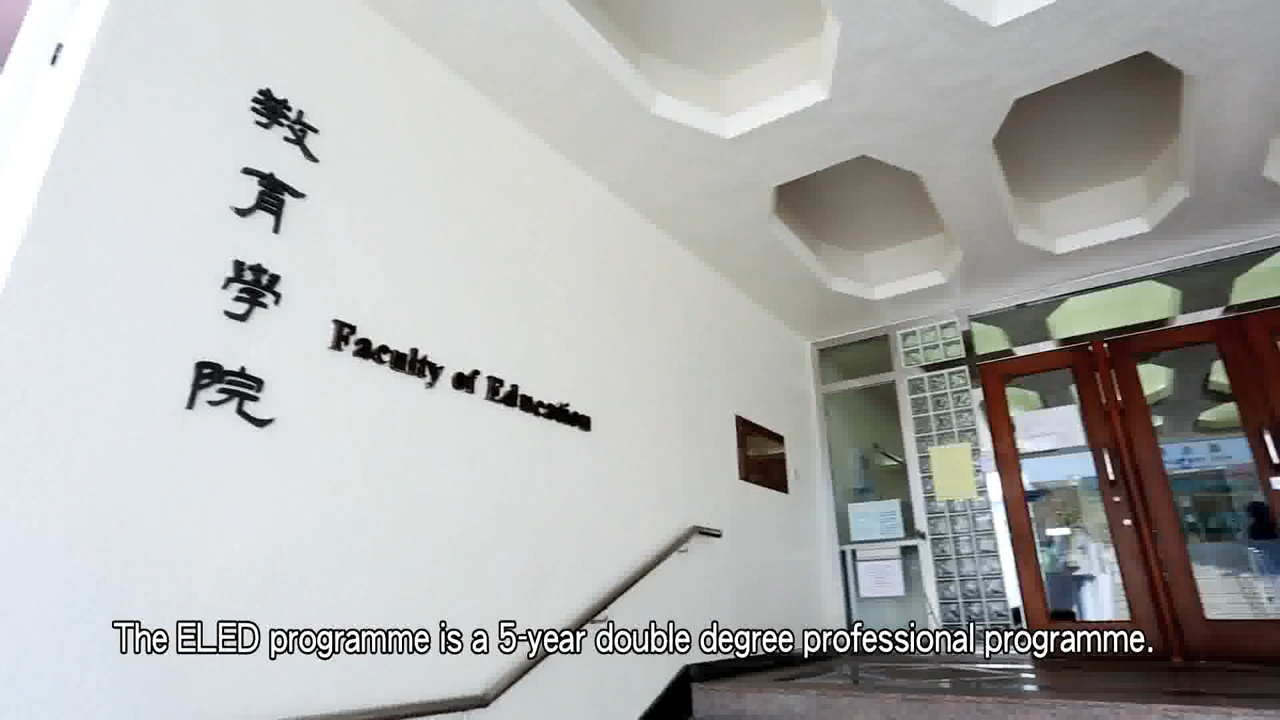 教育學院
Faculty of Education
The ELED programme is a 5-year double degree professional programme.